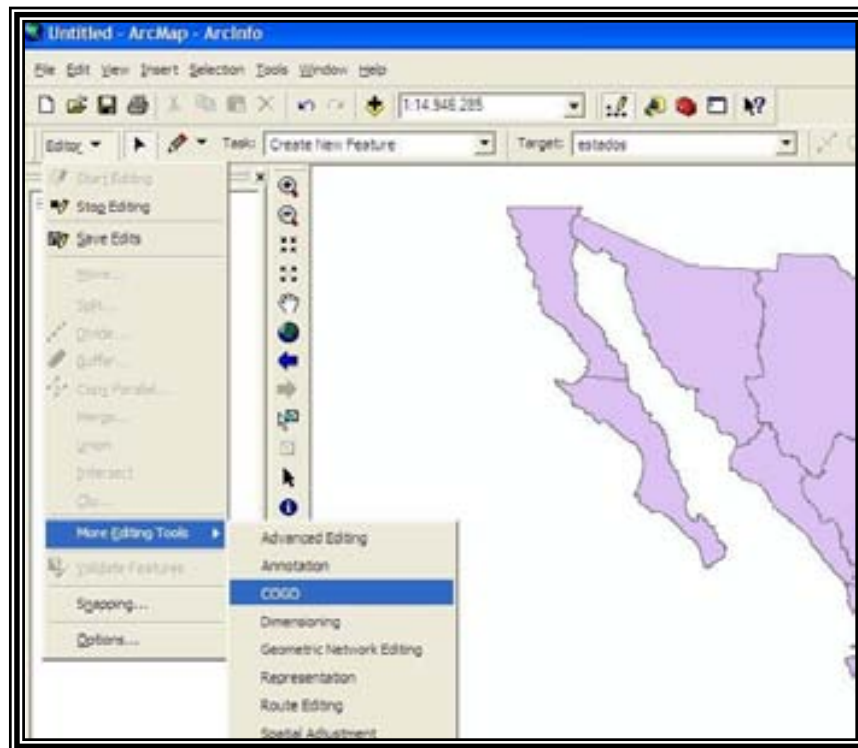 Untitled - ArcMap - ArcInfo
File Edit View Insert Selection Tools Window Help
1:14,946,285
Editor Task: Create New Feature Target: estados
Start Editing
Stop Editing
Save Edits
Move...
Split...
Divide...
Buffer...
Copy Parallel...
Merge...
Union
Intersect
Clip...
More Editing Tools
Advanced Editing
Annotation
Validate Features
COGO
Snapping...
Dimensioning
Options...
Geometric Network Editing
Representation
Route Editing
Spatial Adjustment